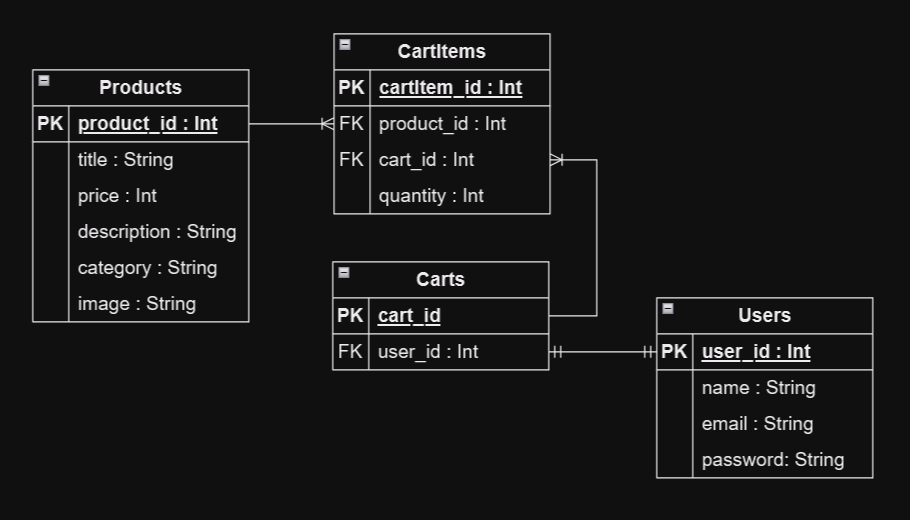 Products
PK product_id : Int
title : String
price : Int
description : String
category : String
image : String
CartItems
PK cartItem_id : Int
FK product_id : Int
FK cart_id : Int
quantity : Int
Carts
PK cart_id
FK user_id : Int
Users
PK user_id : Int
name : String
email : String
password: String